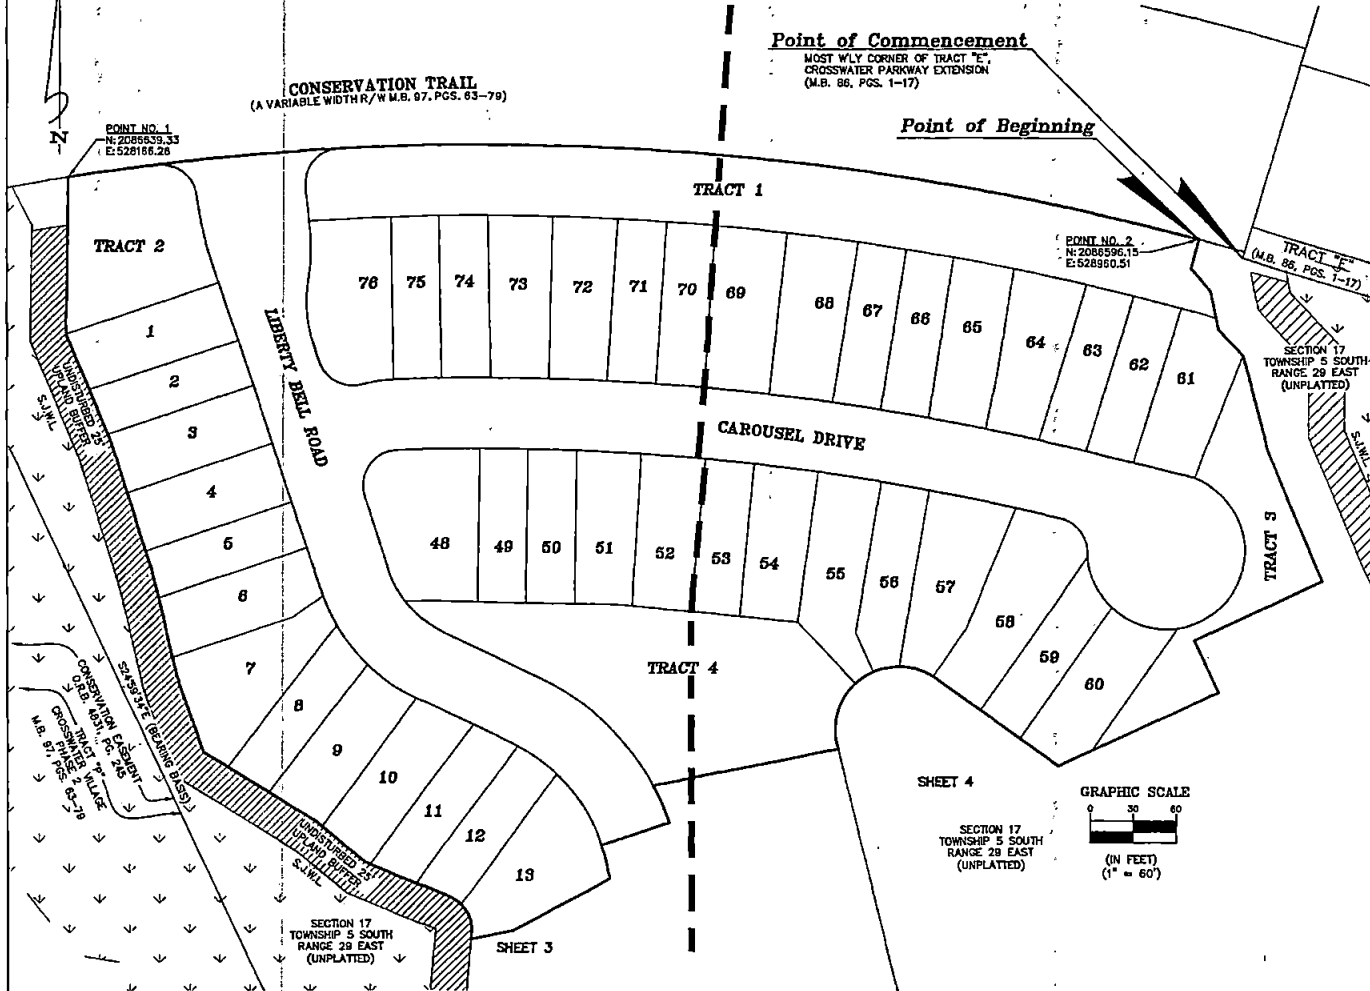 Point of Commencement
MOST W'LY CORNER OF TRACT "E",
CROSSWATER PARKWAY EXTENSION
(M.B. 86, PGS. 1-17)
CONSERVATION TRAIL
(A VARIABLE WIDTH R/W M.B. 97, PGS. 63-79)
Point of Beginning
N
POINT NO. 1
N: 2086639.33
E: 528166.26
TRACT 1
TRACT 2
POINT NO. 2
N: 2086596.15
E: 528960.51
TRACT "E"
(M.B. 86, PGS. 1-17)
76
75
74
73
72
71
70
69
68
67
66
65
64
63
62
61
SECTION 17
TOWNSHIP 5 SOUTH
RANGE 29 EAST
(UNPLATTED)
S.J.W.L.
LIBERTY BELL ROAD
CAROUSEL DRIVE
UNDISTURBED 25'
UPLAND BUFFER
S.J.W.L.
1
2
3
4
5
6
7
8
9
10
11
12
13
48
49
50
51
52
53
54
55
56
57
58
59
60
TRACT 3
TRACT 4
S24°59'34"E (BEARING BASIS)
CONSERVATION EASEMENT
O.R.B. 4831, PG. 245
TRACT "P"
CROSSWATER VILLAGE
PHASE 2
M.B. 97, PGS. 63-79
UNDISTURBED 25'
UPLAND BUFFER
S.J.W.L.
SHEET 4
GRAPHIC SCALE
0 30 60
(IN FEET)
(1" = 60')
SECTION 17
TOWNSHIP 5 SOUTH
RANGE 29 EAST
(UNPLATTED)
SECTION 17
TOWNSHIP 5 SOUTH
RANGE 29 EAST
(UNPLATTED)
SHEET 3